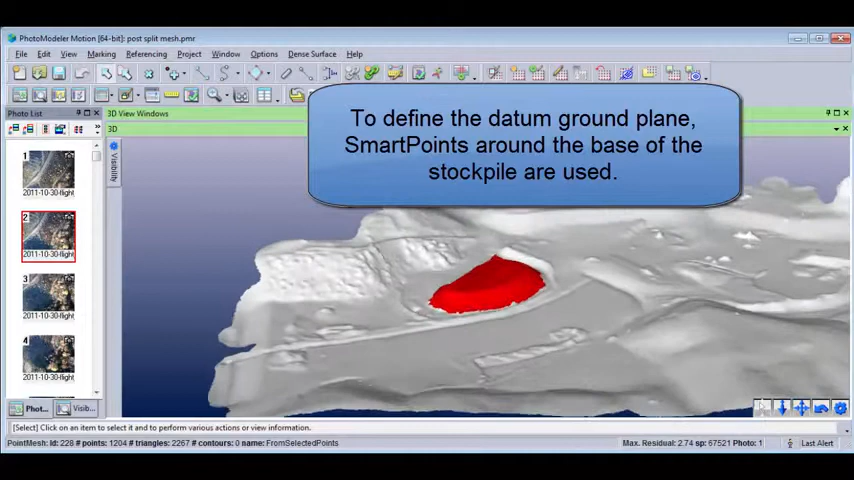 PhotoModeler Motion [64-bit]: post split mesh.pmr
File Edit View Marking Referencing Project Window Options Dense Surface Help
Photo List
3D View Windows
3D
Visibility
To define the datum ground plane,
SmartPoints around the base of the
stockpile are used.
1
2011-10-30-flight
2
2011-10-30-flight
3
2011-10-30-flight
4
2011-10-30-flight
Phot... Visib...
[Select] Click on an item to select it and to perform various actions or view information.
PointMesh: Id: 228 # points: 1204 # triangles: 2267 # contours: 0 name:FromSelectedPoints
Max. Residual: 2.74 sp: 67521 Photo: 1
Last Alert